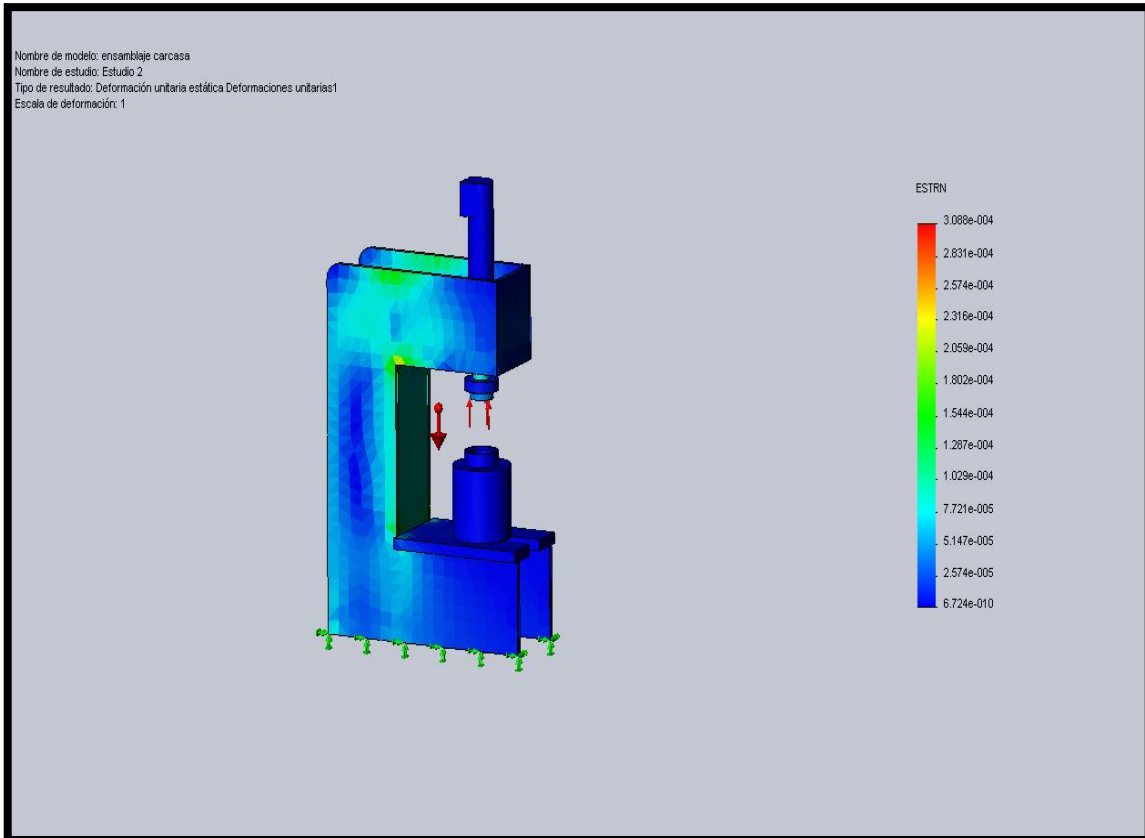 Nombre de modelo: ensamblaje carcasa
Nombre de estudio: Estudio 2
Tipo de resultado: Deformación unitaria estática Deformaciones unitarias1
Escala de deformación: 1
ESTRN
3.088e-004
2.831e-004
2.574e-004
2.316e-004
2.059e-004
1.802e-004
1.544e-004
1.287e-004
1.029e-004
7.721e-005
5.147e-005
2.574e-005
6.724e-010